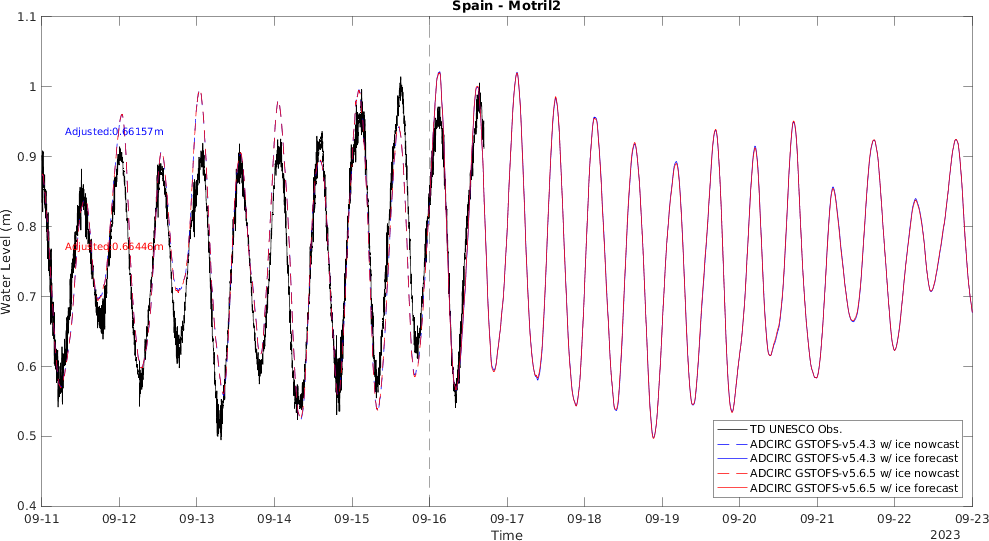 Spain - Motril2
1.1
1
0.9
0.8
0.7
0.6
0.5
0.4
Water Level (m)
Adjusted:0.66157m
Adjusted:0.66446m
TD UNESCO Obs.
ADCIRC GSTOFS-v5.4.3 w/ ice nowcast
ADCIRC GSTOFS-v5.4.3 w/ ice forecast
ADCIRC GSTOFS-v5.6.5 w/ ice nowcast
ADCIRC GSTOFS-v5.6.5 w/ ice forecast
09-11 09-12 09-13 09-14 09-15 09-16 09-17 09-18 09-19 09-20 09-21 09-22 09-23
Time
2023